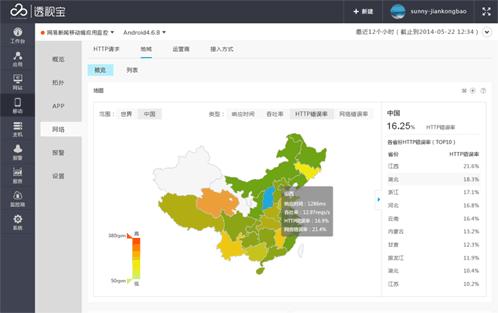 透视宝
+ 新建
sunny-jiankongbao
工作台
应用
网站
移动
主机
报警
报表
监控器
系统
网易新闻移动端应用监控
Android4.6.8
最近12个小时 ( 截止到2014-05-22 12:34 )
概览
拓扑
APP
网络
报警
设置
HTTP请求
地域
运营商
接入方式
概览
列表
地图
范围：
世界
中国
类型：
响应时间
吞吐率
HTTP错误率
网络错误率
山西
响应时间：1286ms
吞吐率：12.87reqs/s
HTTP错误率：16.9%
网络错误率：21.4%
380rpm
高
50rpm
低
中国
16.25%
HTTP错误率
各省份HTTP错误率 ( TOP10 )
省份
HTTP错误率
江西
21.6%
湖北
18.3%
浙江
17.1%
河北
16.8%
云南
16.4%
内蒙古
13.2%
甘肃
12.3%
黑龙江
11.9%
湖北
10.4%
江苏
10.2%